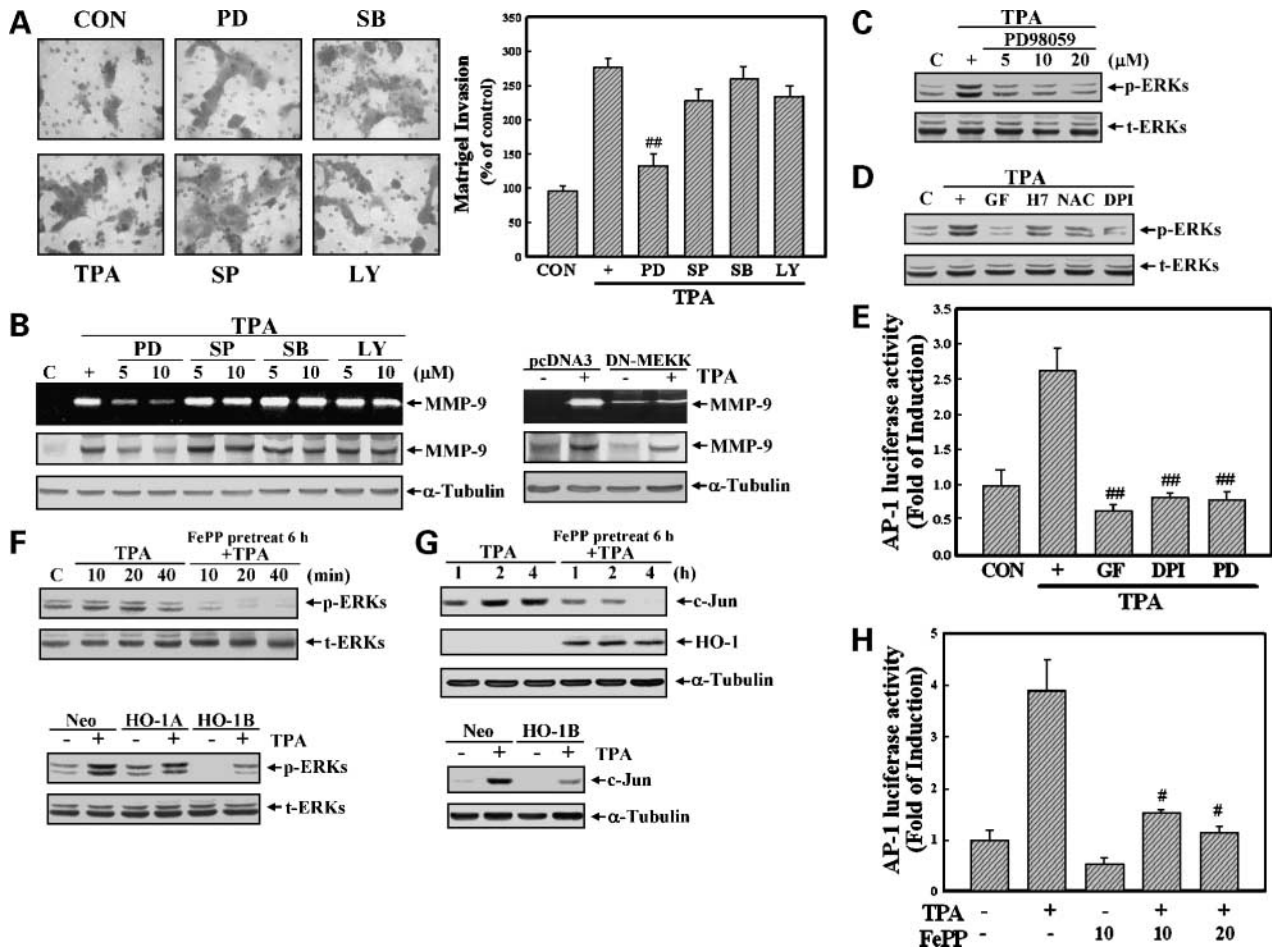 A
CON PD SB
TPA SP LY
Matrigel Invasion
(% of control)
350
300
250
200
150
100
50
0
##
CON + PD SP SB LY
TPA
C
TPA
PD98059
C + 5 10 20 (μM)
p-ERKs
t-ERKs
D
TPA
C + GF H7 NAC DPI
p-ERKs
t-ERKs
B
TPA
PD SP SB LY
C + 5 10 5 10 5 10 5 10 (μM)
MMP-9
MMP-9
α-Tubulin
pcDNA3 DN-MEKK
- + - + TPA
MMP-9
MMP-9
α-Tubulin
E
AP-1 luciferase activity
(Fold of Induction)
3.0
2.5
2.0
1.5
1.0
0.5
0.0
## ## ##
CON + GF DPI PD
TPA
F
FePP pretreat 6 h
TPA +TPA
C 10 20 40 10 20 40 (min)
p-ERKs
t-ERKs
Neo HO-1A HO-1B
- + - + - + TPA
p-ERKs
t-ERKs
G
FePP pretreat 6 h
TPA +TPA
1 2 4 1 2 4 (h)
c-Jun
HO-1
α-Tubulin
Neo HO-1B
- + - + TPA
c-Jun
α-Tubulin
H
AP-1 luciferase activity
(Fold of Induction)
5
4
3
2
1
0
# #
TPA - + - + +
FePP - - 10 10 20